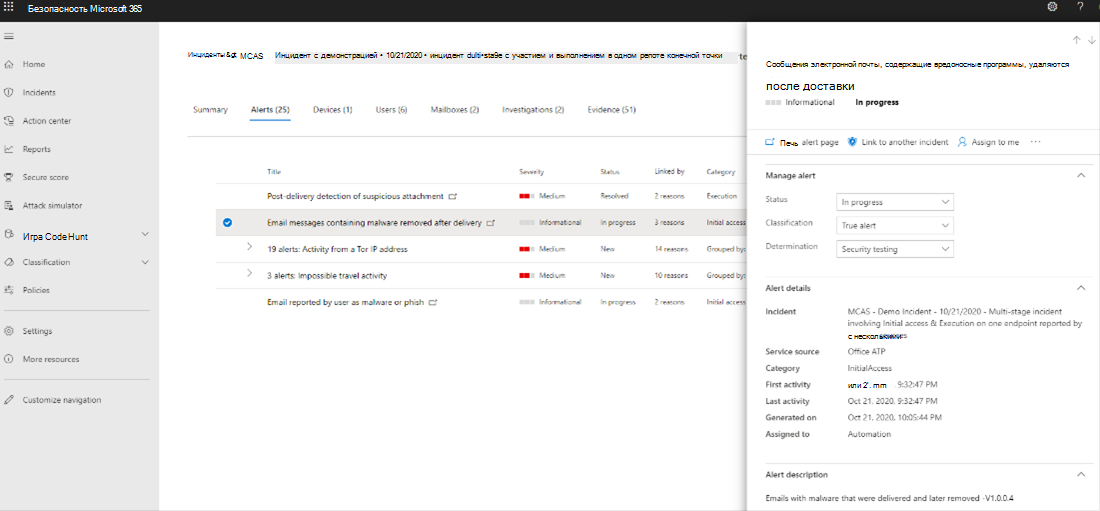 Безопасность Microsoft 365
?
Home
Incidents
Action center
Reports
Secure score
Attack simulator
Игра CodeHunt
Classification
Policies
Settings
More resources
Customize navigation
Инциденты &gt; MCAS Инцидент с демонстрацией • 10/21/2020 • инцидент dulti•sta9e с участием и выполнением в одном репоте конечной точки te
Summary Alerts (25) Devices (1) Users (6) Mailboxes (2) Investigations (2) Evidence (51)
Title Severity Status Linked by Category
Post-delivery detection of suspicious attachment Medium Resolved 2 reasons Execution
Email messages containing malware removed after delivery Informational In progress 3 reasons Initial access
19 alerts: Activity from a Tor IP address Medium New 14 reasons Grouped by:
3 alerts: Impossible travel activity Medium New 10 reasons Grouped by:
Email reported by user as malware or phish Informational In progress 2 reasons Initial access
Сообщения электронной почты, содержащие вредоносные программы, удаляются
после доставки
Informational In progress
Печь alert page Link to another incident Assign to me ...
Manage alert
Status In progress
Classification True alert
Determination Security testing
Alert details
Incident MCAS - Demo Incident - 10/21/2020 - Multi-stage incident
involving Initial access & Execution on one endpoint reported by
с несколькими
Service source Office ATP
Category InitialAccess
First activity или 2'. mm 9:32:47 PM
Last activity Oct 21, 2020, 9:32:47 PM
Generated on Oct 21, 2020, 10:05:44 PM
Assigned to Automation
Alert description
Emails with malware that were delivered and later removed -V1.0.0.4